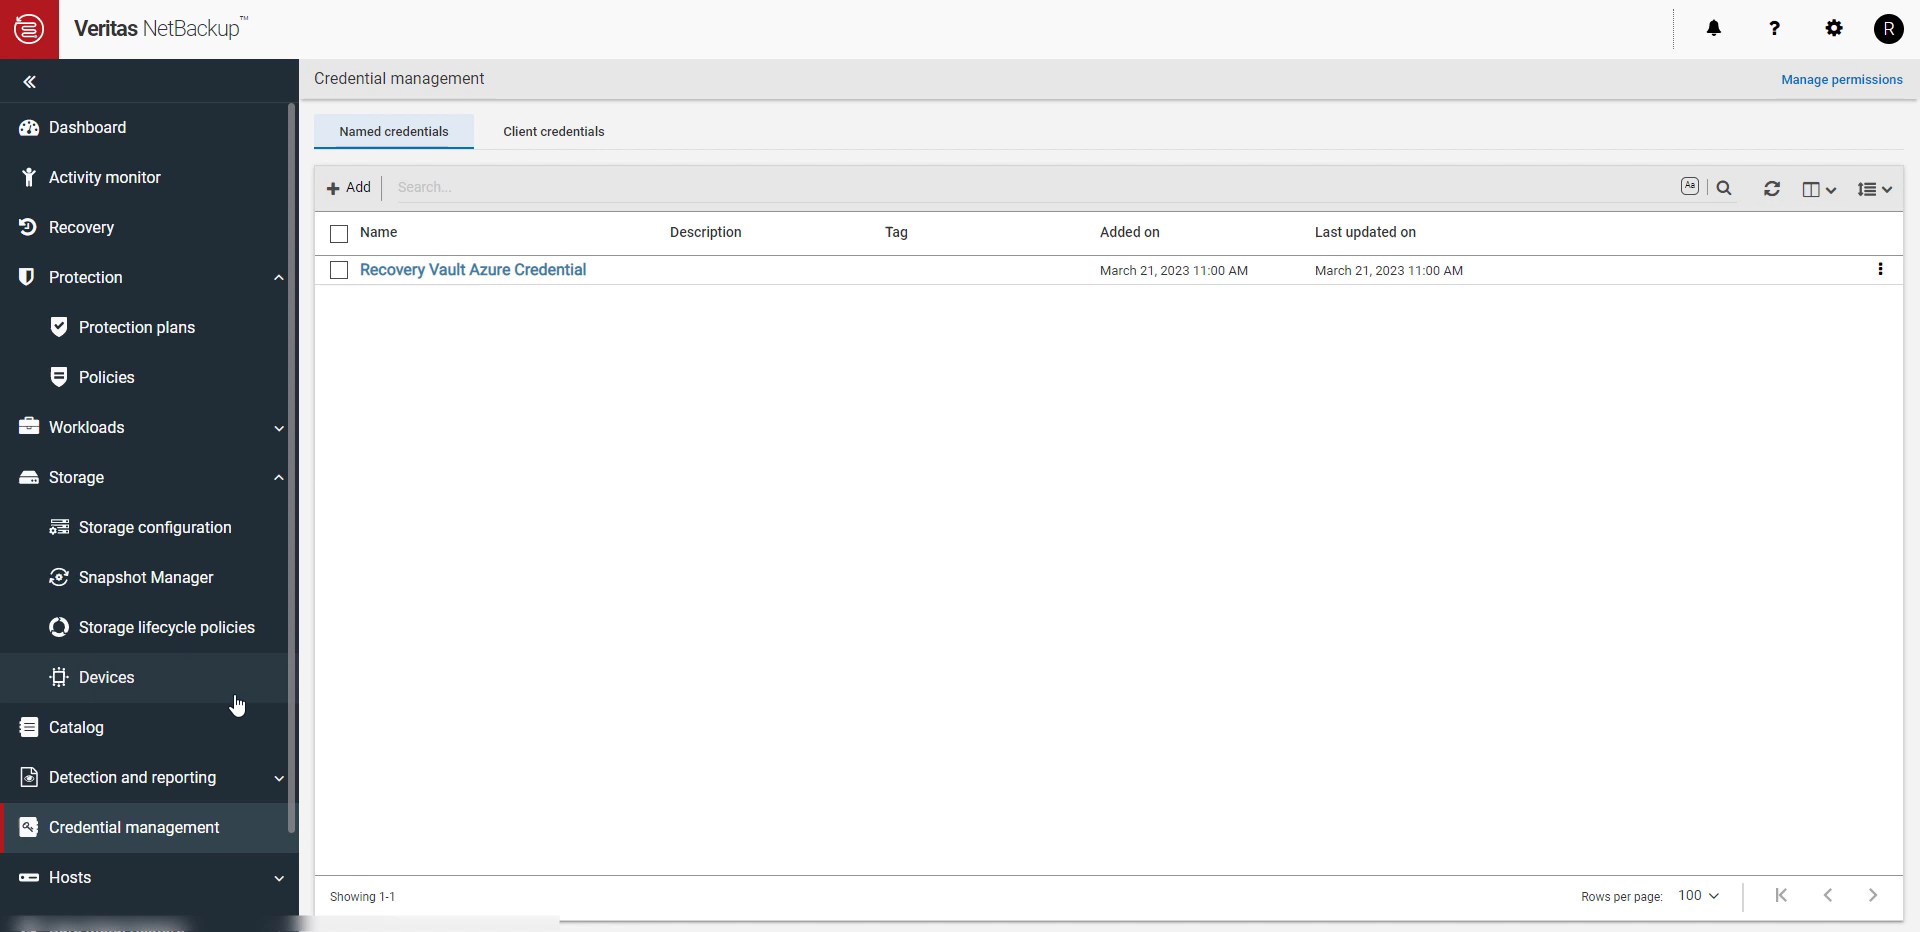 Veritas NetBackup™
R
Credential management
Manage permissions
Dashboard
Activity monitor
Recovery
Protection
Protection plans
Policies
Workloads
Storage
Storage configuration
Snapshot Manager
Storage lifecycle policies
Devices
Catalog
Detection and reporting
Credential management
Hosts
Named credentials Client credentials
Add Search... Aa
Name Description Tag Added on Last updated on
Recovery Vault Azure Credential March 21, 2023 11:00 AM March 21, 2023 11:00 AM
Showing 1-1 Rows per page: 100